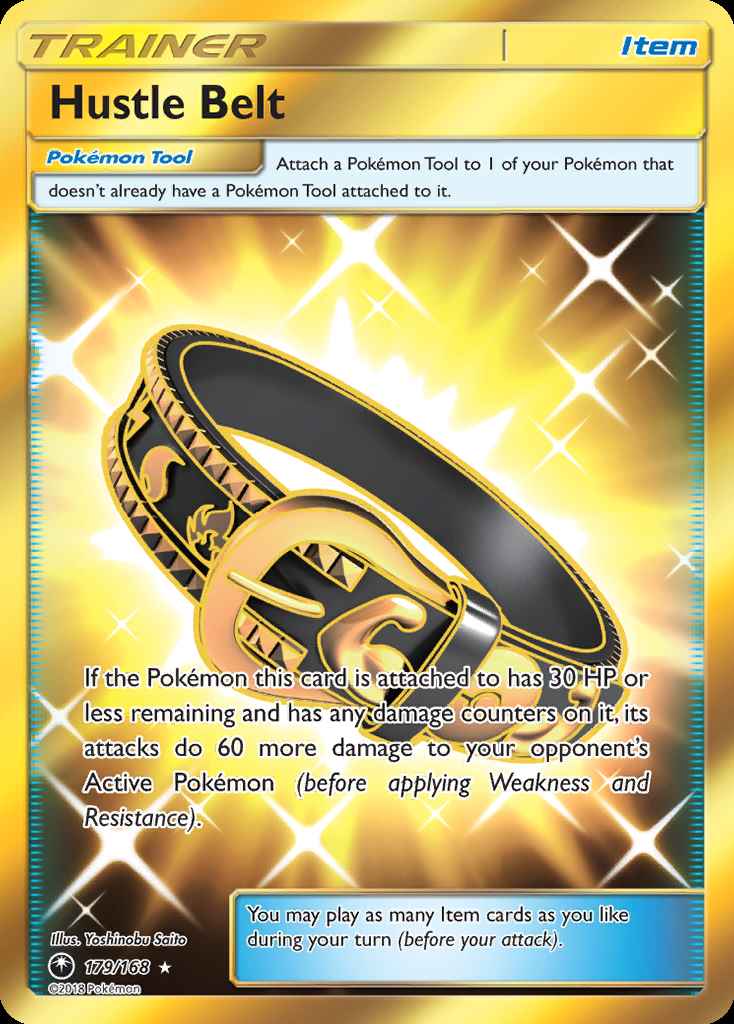 TRAINER
Item
Hustle Belt
Pokémon Tool
Attach a Pokémon Tool to 1 of your Pokémon that
doesn't already have a Pokémon Tool attached to it.
If the Pokémon this card is attached to has 30 HP or
less remaining and has any damage counters on it, its
attacks do 60 more damage to your opponent's
Active Pokémon (before applying Weakness and
Resistance).
You may play as many Item cards as you like
during your turn (before your attack).
Illus. Yoshinobu Saito
179/168 ★
©2018 Pokémon